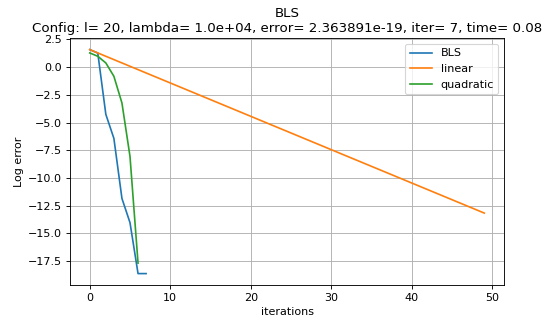 BLS
Config: l= 20, lambda= 1.0e+04, error= 2.363891e-19, iter= 7, time= 0.08
2.5
0.0
−2.5
−5.0
−7.5
−10.0
−12.5
−15.0
−17.5
Log error
BLS
linear
quadratic
0 10 20 30 40 50
iterations